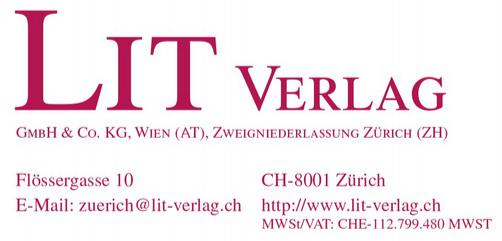 LIT VERLAG
GMBH & CO. KG, WIEN (AT), ZWEIGNIEDERLASSUNG ZÜRICH (ZH)
Flössergasse 10 CH-8001 Zürich
E-Mail: zuerich@lit-verlag.ch http://www.lit-verlag.ch
MWSt/VAT: CHE-112.799.480 MWST